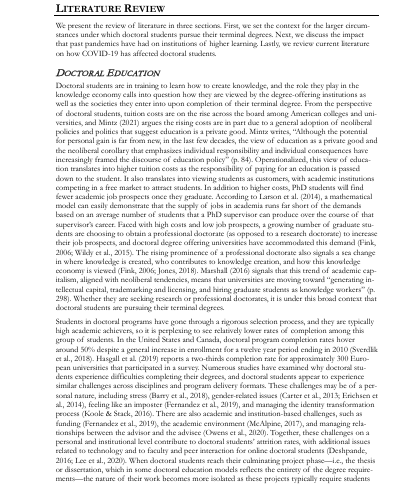 LITERATURE REVIEW
We present the review of literature in three sections. First, we set the context for the larger circum-
stances under which doctoral students pursue their terminal degrees. Next, we discuss the impact
that past pandemics have had on institutions of higher learning. Lastly, we review current literature
on how COVID-19 has affected doctoral students.
DOCTORAL EDUCATION
Doctoral students are in training to learn how to create knowledge, and the role they play in the
knowledge economy calls into question how they are viewed by the degree-offering institutions as
well as the societies they enter into upon completion of their terminal degree. From the perspective
of doctoral students, tuition costs are on the rise across the board among American colleges and uni-
versities, and Mintz (2021) argues the rising costs are in part due to a general adoption of neoliberal
policies and politics that suggest education is a private good. Mintz writes, “Although the potential
for personal gain is far from new, in the last few decades, the view of education as a private good and
the neoliberal corollary that emphasizes individual responsibility and individual consequences have
increasingly framed the discourse of education policy” (p. 84). Operationalized, this view of educa-
tion translates into higher tuition costs as the responsibility of paying for an education is passed
down to the student. It also translates into viewing students as customers, with academic institutions
competing in a free market to attract students. In addition to higher costs, PhD students will find
fewer academic job prospects once they graduate. According to Larson et al. (2014), a mathematical
model can easily demonstrate that the supply of jobs in academia runs far short of the demand
based on an average number of students that a PhD supervisor can produce over the course of that
supervisor's career. Faced with high costs and low job prospects, a growing number of graduate stu-
dents are choosing to obtain a professional doctorate (as opposed to a research doctorate) to increase
their job prospects, and doctoral degree offering universities have accommodated this demand (Fink,
2006; Wildy et al., 2015). The rising prominence of a professional doctorate also signals a sea change
in where knowledge is created, who contributes to knowledge creation, and how this knowledge
economy is viewed (Fink, 2006; Jones, 2018). Marshall (2016) signals that this trend of academic cap-
italism, aligned with neoliberal tendencies, means that universities are moving toward “generating in-
tellectual capital, trademarking and licensing, and hiring graduate students as knowledge workers” (p.
298). Whether they are seeking research or professional doctorates, it is under this broad context that
doctoral students are pursuing their terminal degrees.
Students in doctoral programs have gone through a rigorous selection process, and they are typically
high academic achievers, so it is perplexing to see relatively lower rates of completion among this
group of students. In the United States and Canada, doctoral program completion rates hover
around 50% despite a general increase in enrollment for a twelve year period ending in 2010 (Sverdlik
et al., 2018). Hasgall et al. (2019) reports a two-thirds completion rate for approximately 300 Euro-
pean universities that participated in a survey. Numerous studies have examined why doctoral stu-
dents experience difficulties completing their degrees, and doctoral students appear to experience
similar challenges across disciplines and program delivery formats. These challenges may be of a per-
sonal nature, including stress (Barry et al., 2018), gender-related issues (Carter et al., 2013; Erichsen et
al., 2014), feeling like an imposter (Fernandez et al., 2019), and managing the identity transformation
process (Koole & Stack, 2016). There are also academic and institution-based challenges, such as
funding (Fernandez et al., 2019), the academic environment (McAlpine, 2017), and managing rela-
tionships between the advisor and the advisee (Owens et al., 2020). Together, these challenges on a
personal and institutional level contribute to doctoral students' attrition rates, with additional issues
related to technology and to faculty and peer interaction for online doctoral students (Deshpande,
2016; Lee et al., 2020). When doctoral students reach their culminating project phase—i.e., the thesis
or dissertation, which in some doctoral education models reflects the entirety of the degree require-
ments—the nature of their work becomes more isolated as these projects typically require students